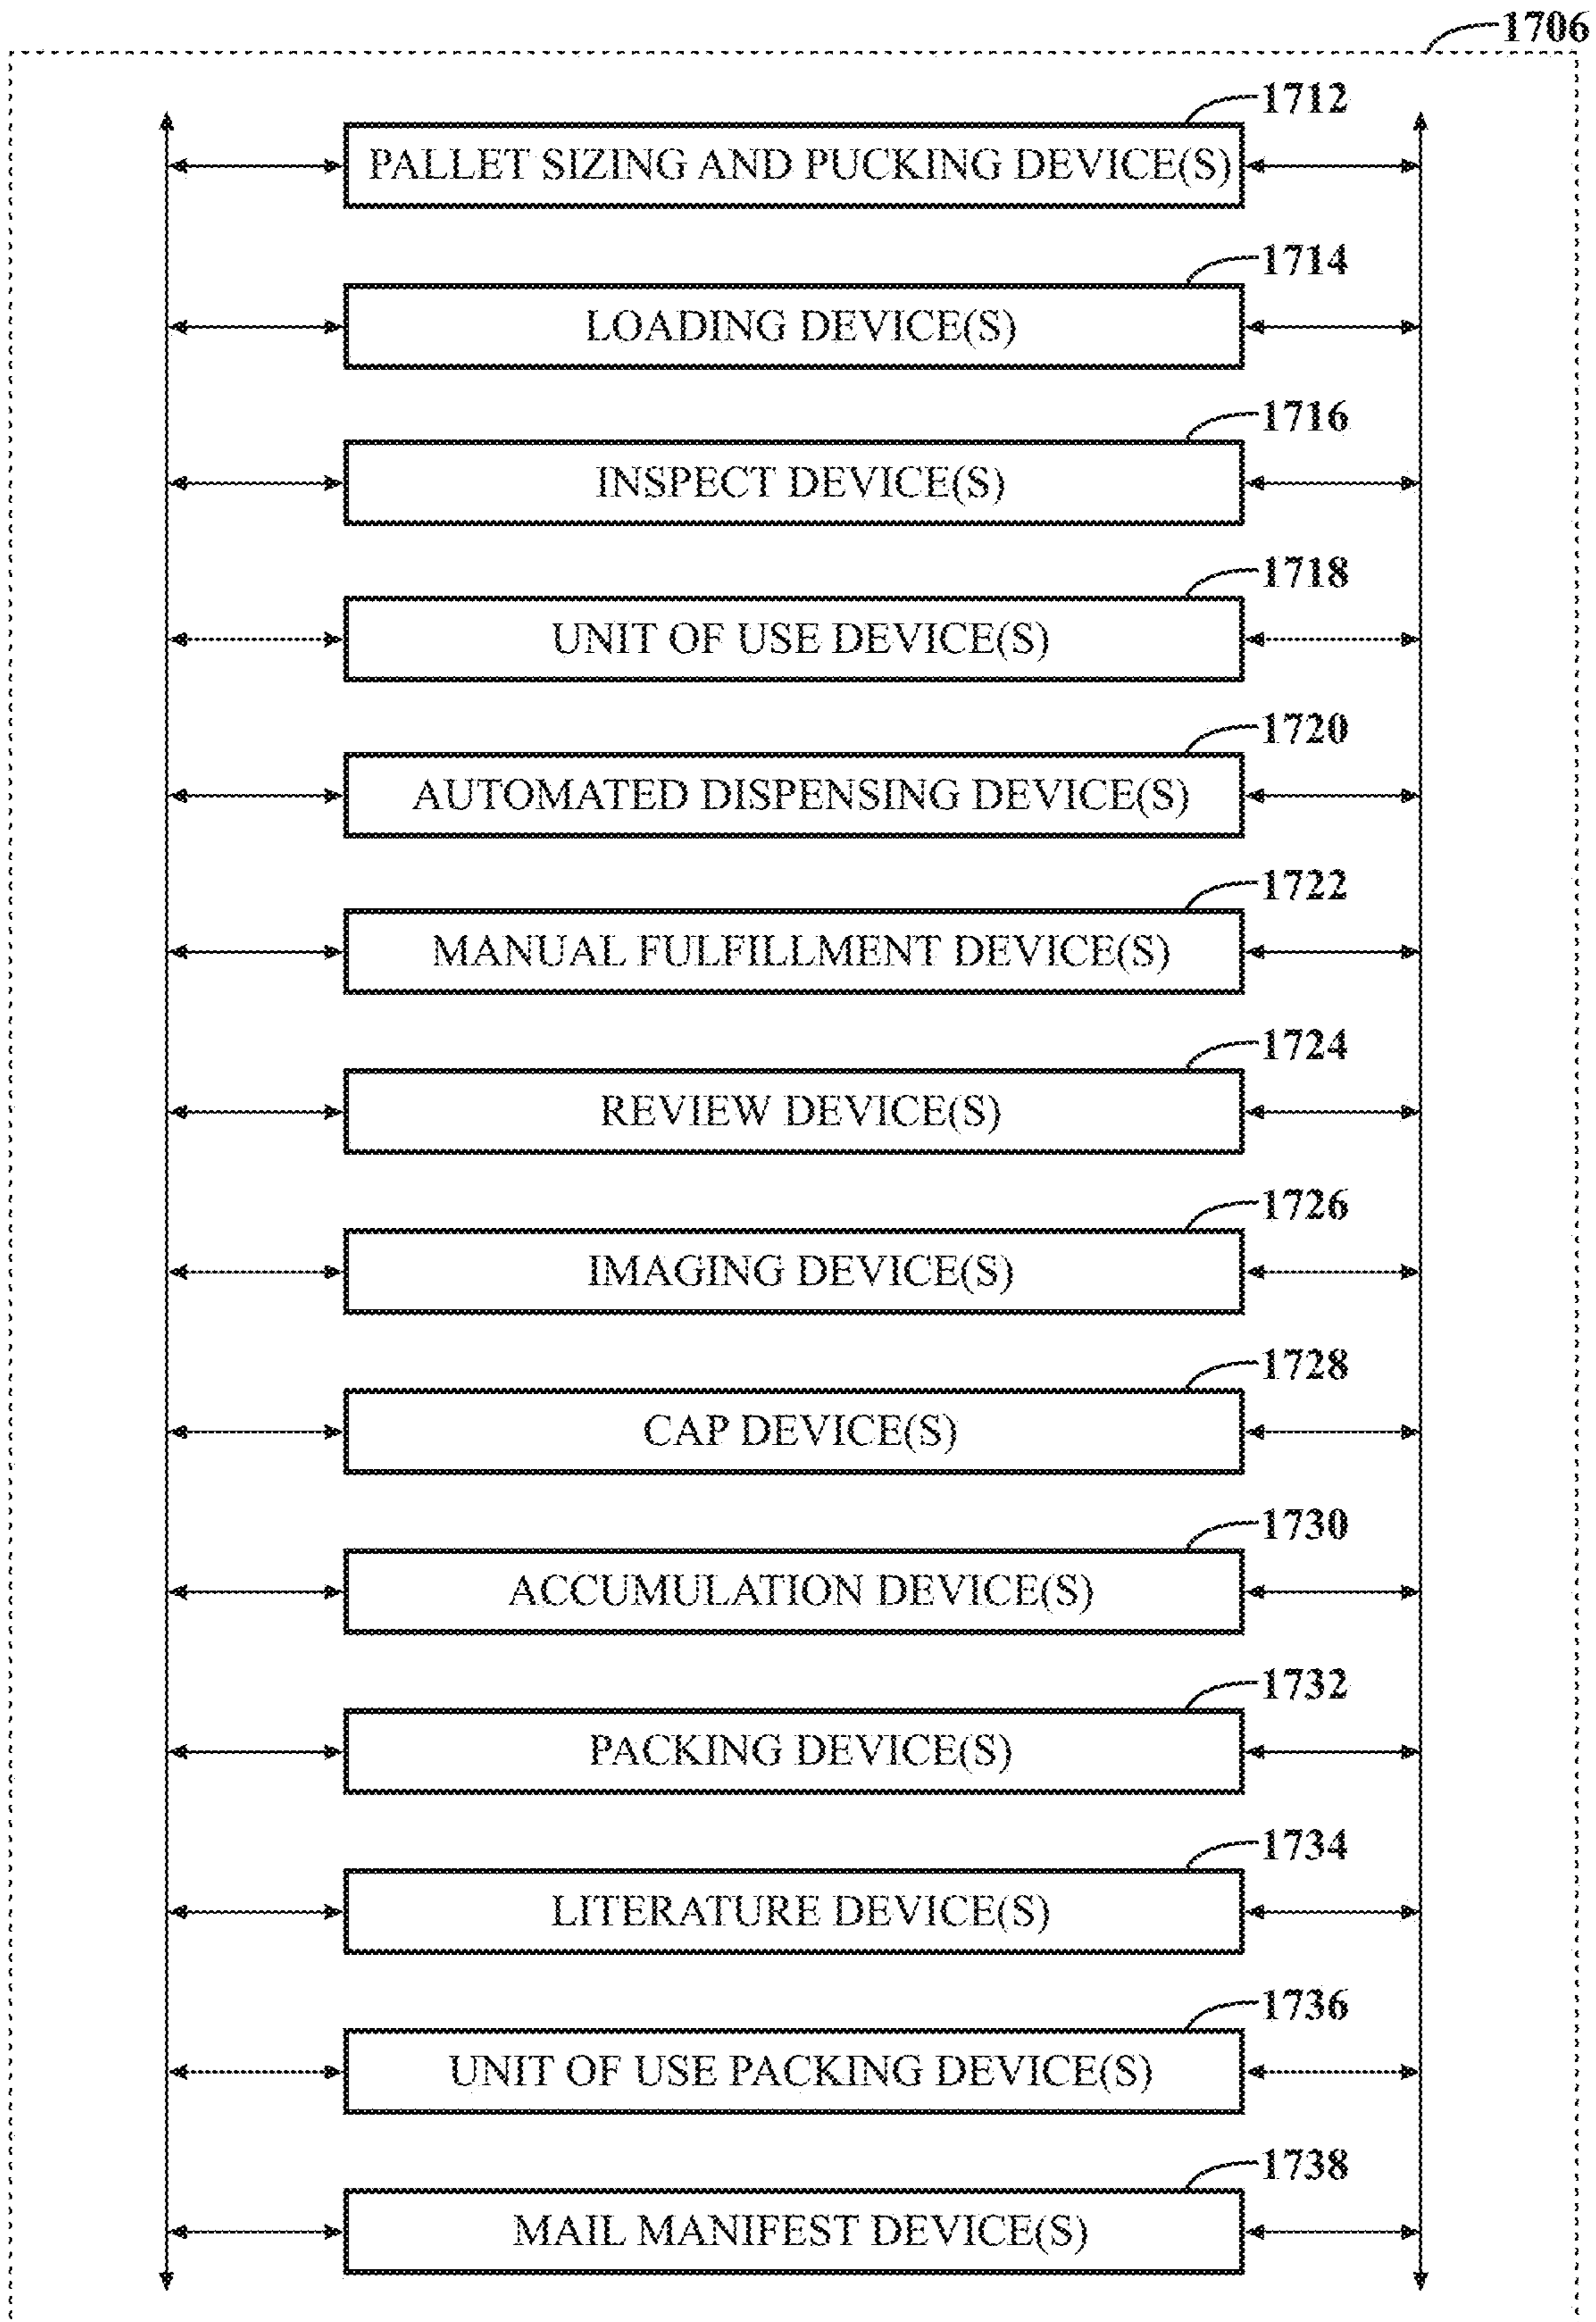 1706
1712
PALLET SIZING AND PUCKING DEVICE(S)
1714
LOADING DEVICE(S)
1716
INSPECT DEVICE(S)
1718
UNIT OF USE DEVICE(S)
1720
AUTOMATED DISPENSING DEVICE(S)
1722
MANUAL FULFILLMENT DEVICE(S)
1724
REVIEW DEVICE(S)
1726
IMAGING DEVICE(S)
1728
CAP DEVICE(S)
1730
ACCUMULATION DEVICE(S)
1732
PACKING DEVICE(S)
1734
LITERATURE DEVICE(S)
1736
UNIT OF USE PACKING DEVICE(S)
1738
MAIL MANIFEST DEVICE(S)